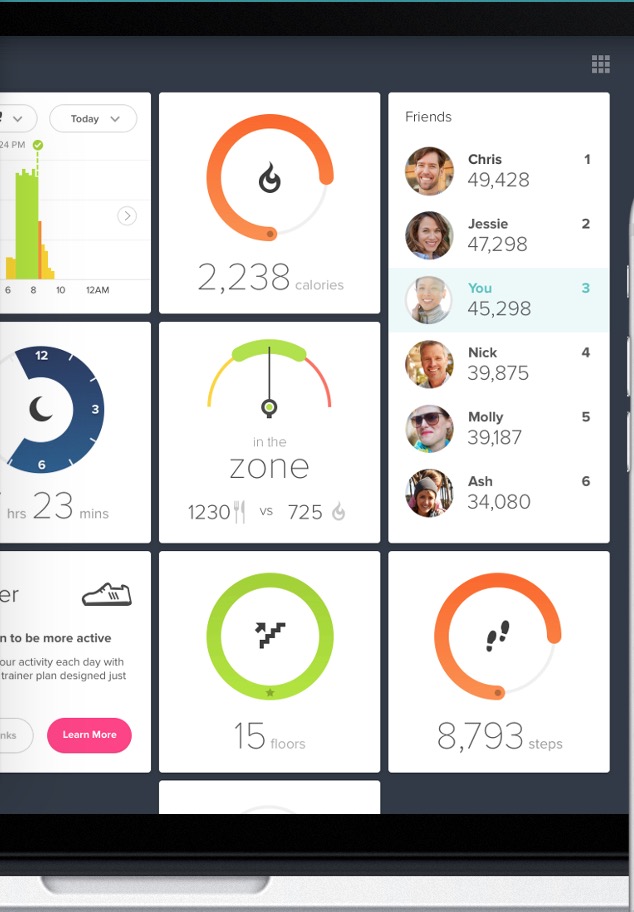 Today
24 PM
6 8 10 12AM
2,238 calories
Friends
Chris 1
49,428
Jessie 2
47,298
You 3
45,298
Nick 4
39,875
Molly 5
39,187
Ash 6
34,080
12
3
6
hrs 23 mins
in the
zone
1230 vs 725
er
n to be more active
our activity each day with
trainer plan designed just
nks
Learn More
15 floors
8,793 steps